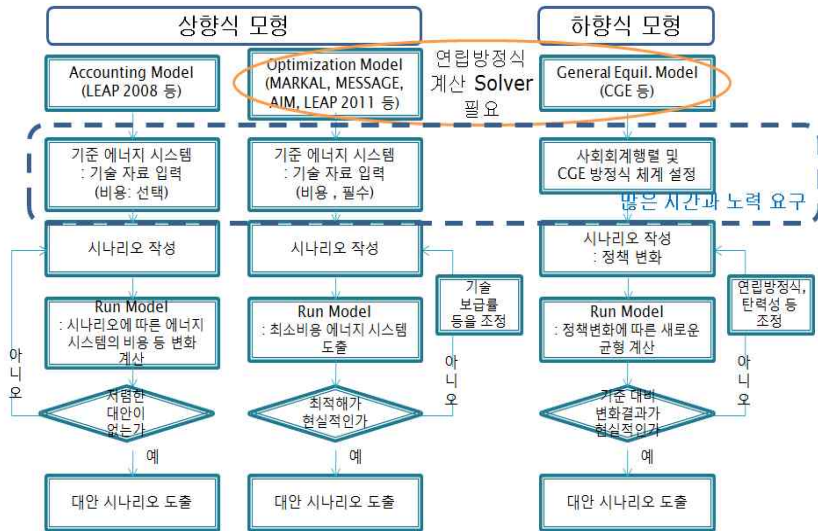 상향식 모형
하향식 모형
Accounting Model
(LEAP 2008 등)
Optimization Model
(MARKAL, MESSAGE,
AIM, LEAP 2011 등)
연립방정식
계산 Solver
필요
General Equil. Model
(CGE 등)
기준 에너지 시스템
: 기술 자료 입력
(비용: 선택)
기준 에너지 시스템
: 기술 자료 입력
(비용 , 필수)
사회회계행렬 및
CGE 방정식 체계 설정
많은 시간과 노력 요구
시나리오 작성
시나리오 작성
시나리오 작성
: 정책 변화
기술
보급률
등을 조정
연립방정식,
탄력성 등
조정
Run Model
: 시나리오에 따른 에너지
시스템의 비용 등 변화
계산
Run Model
: 최소비용 에너지 시스템
도출
Run Model
: 정책변화에 따른 새로운
균형 계산
아니오
아니오
아니오
저렴한
대안이
없는가
최적해가
현실적인가
기준 대비
변화결과가
현실적인가
예
예
예
대안 시나리오 도출
대안 시나리오 도출
대안 시나리오 도출